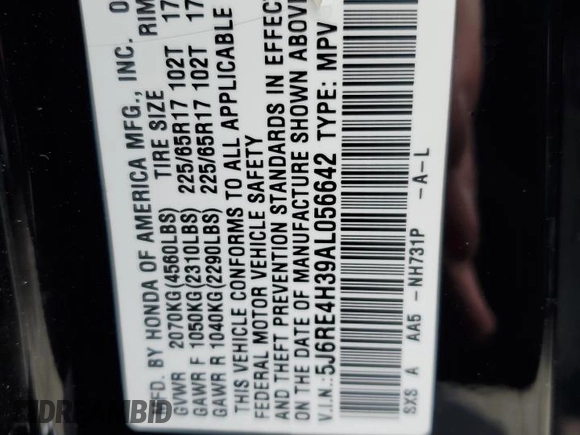 MFD. BY HONDA OF AMERICA MFG., INC. 0
TIRE SIZE RIM
GVWR 2070KG(4560LBS)
GAWR F 1050KG(2310LBS) 225/65R17 102T 17
GAWR R 1040KG(2290LBS) 225/65R17 102T 17
THIS VEHICLE CONFORMS TO ALL APPLICABLE
FEDERAL MOTOR VEHICLE SAFETY
AND THEFT PREVENTION STANDARDS IN EFFECT
ON THE DATE OF MANUFACTURE SHOWN ABOVE
V.I.N.:5J6RE4H39AL056642 TYPE: MPV
SXS A AA5 - NH731P -A-L